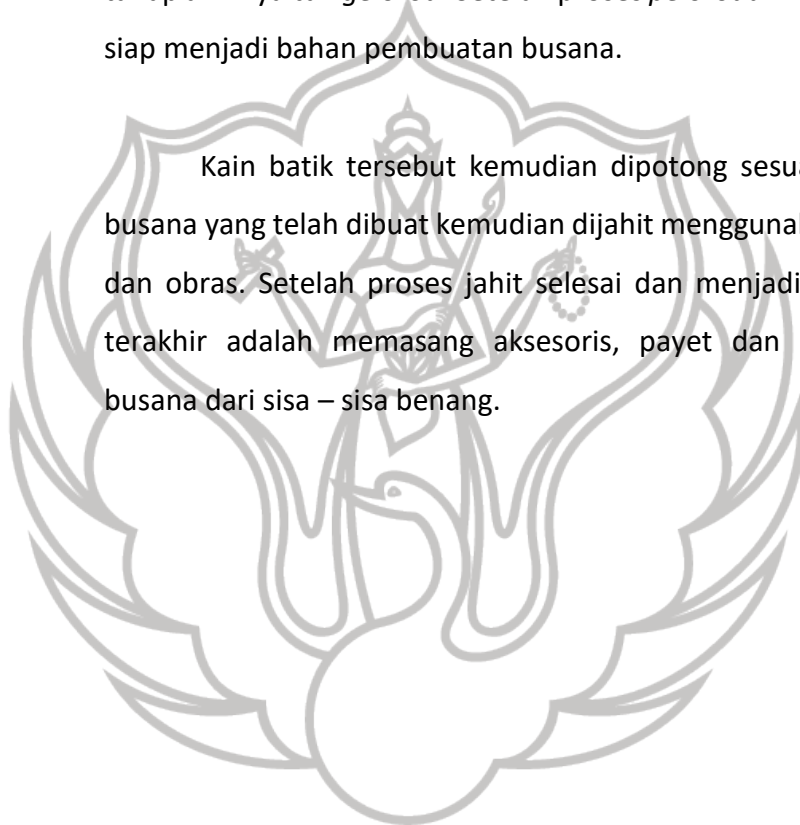 siap menjadi bahan pembuatan busana.
Kain batik tersebut kemudian dipotong
busana yang telah dibuat kemudian dijahit
dan obras. Setelah proses jahit selesai dan menjadi
terakhir adalah memasang aksesoris, payet dan
busana dari sisa – sisa benang.